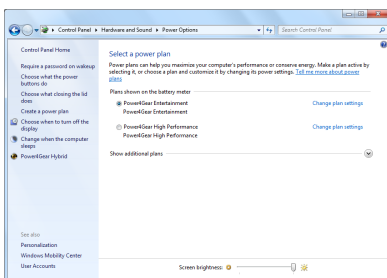 Control Panel ▸ Hardware and Sound ▸ Power Options
Search Control Panel
Control Panel Home
Require a password on wakeup
Choose what the power
buttons do
Choose what closing the lid
does
Create a power plan
Choose when to turn off the
display
Change when the computer
sleeps
Power4Gear Hybrid
See also
Personalization
Windows Mobility Center
User Accounts
Select a power plan
Power plans can help you maximize your computer's performance or conserve energy. Make a plan active by
selecting it, or choose a plan and customize it by changing its power settings. Tell me more about power
plans
Plans shown on the battery meter
Power4Gear Entertainment Change plan settings
Power4Gear Entertainment
Power4Gear High Performance Change plan settings
Power4Gear High Performance
Show additional plans
Screen brightness: